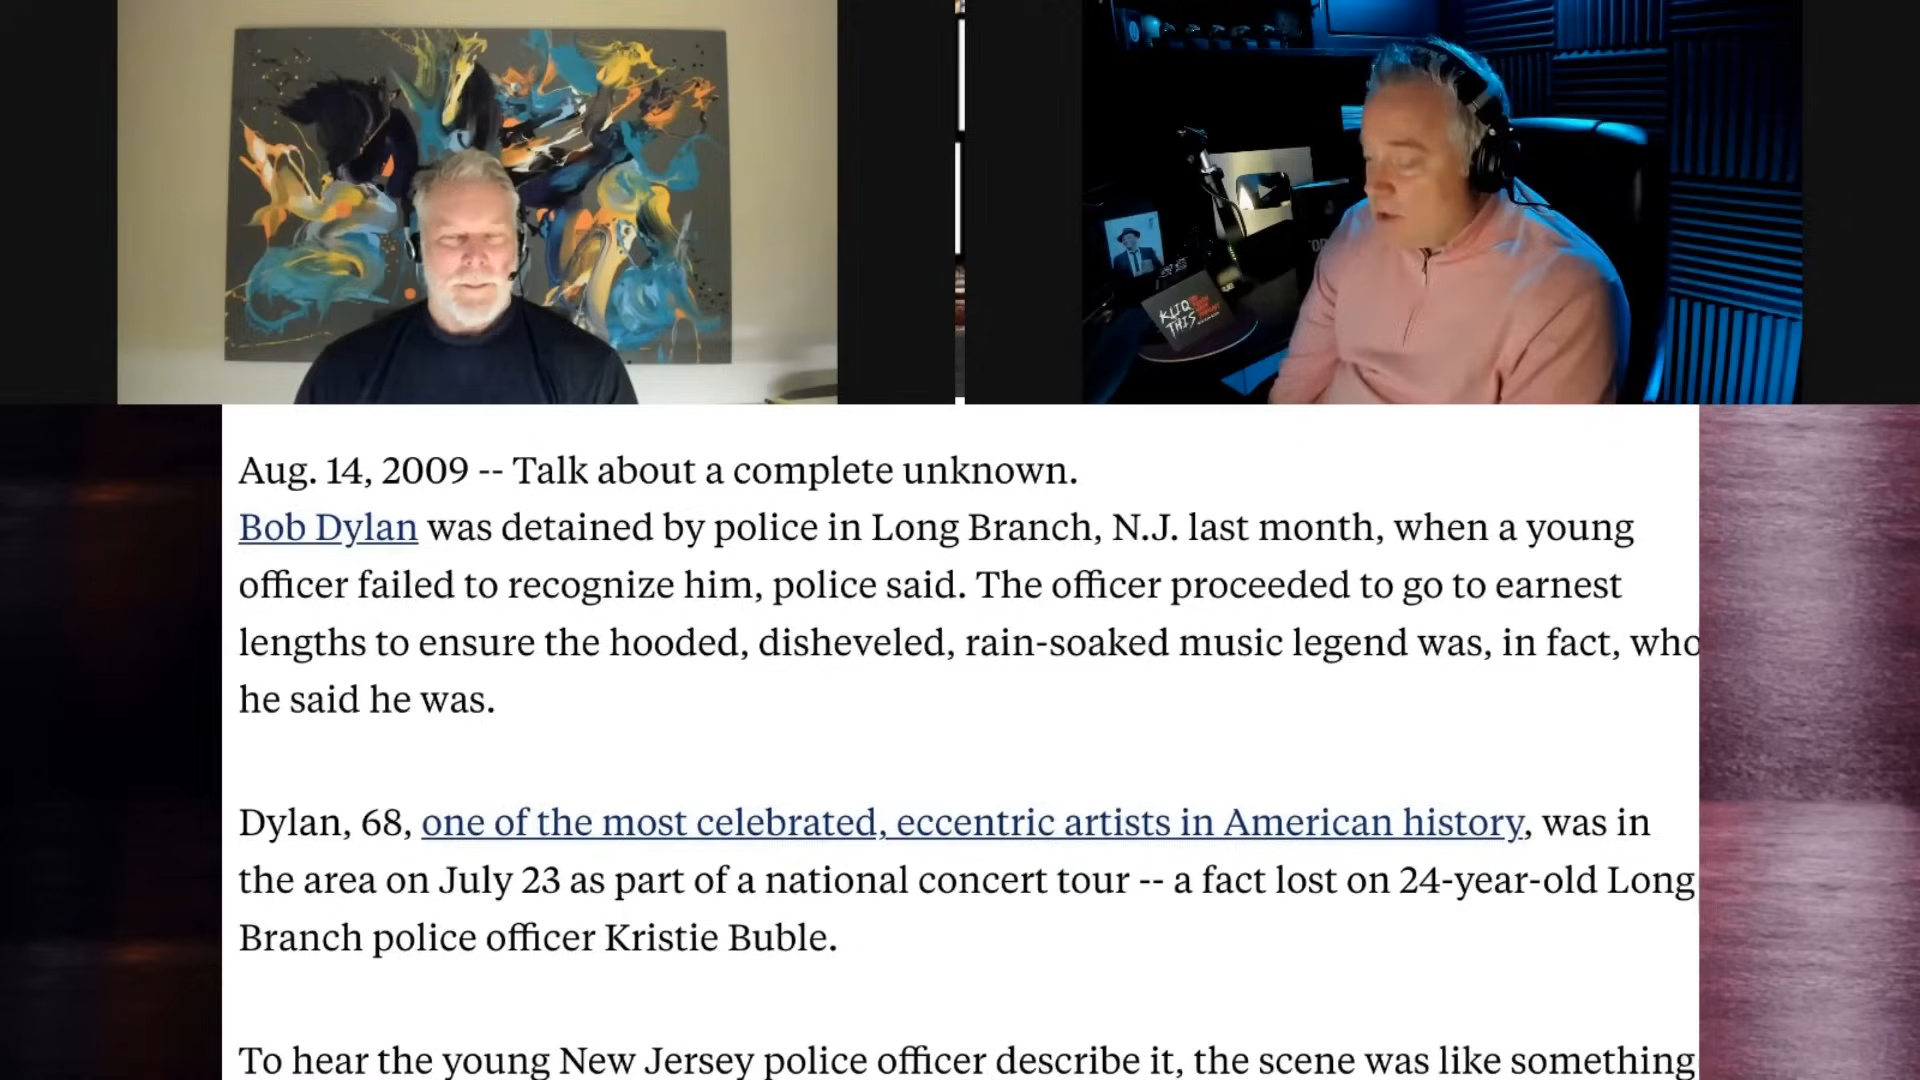 KLIQ
THIS
Aug. 14, 2009 -- Talk about a complete unknown.
Bob Dylan was detained by police in Long Branch, N.J. last month, when a young
officer failed to recognize him, police said. The officer proceeded to go to earnest
lengths to ensure the hooded, disheveled, rain-soaked music legend was, in fact, who
he said he was.
Dylan, 68, one of the most celebrated, eccentric artists in American history, was in
the area on July 23 as part of a national concert tour -- a fact lost on 24-year-old Long
Branch police officer Kristie Buble.
To hear the young New Jersey police officer describe it, the scene was like something